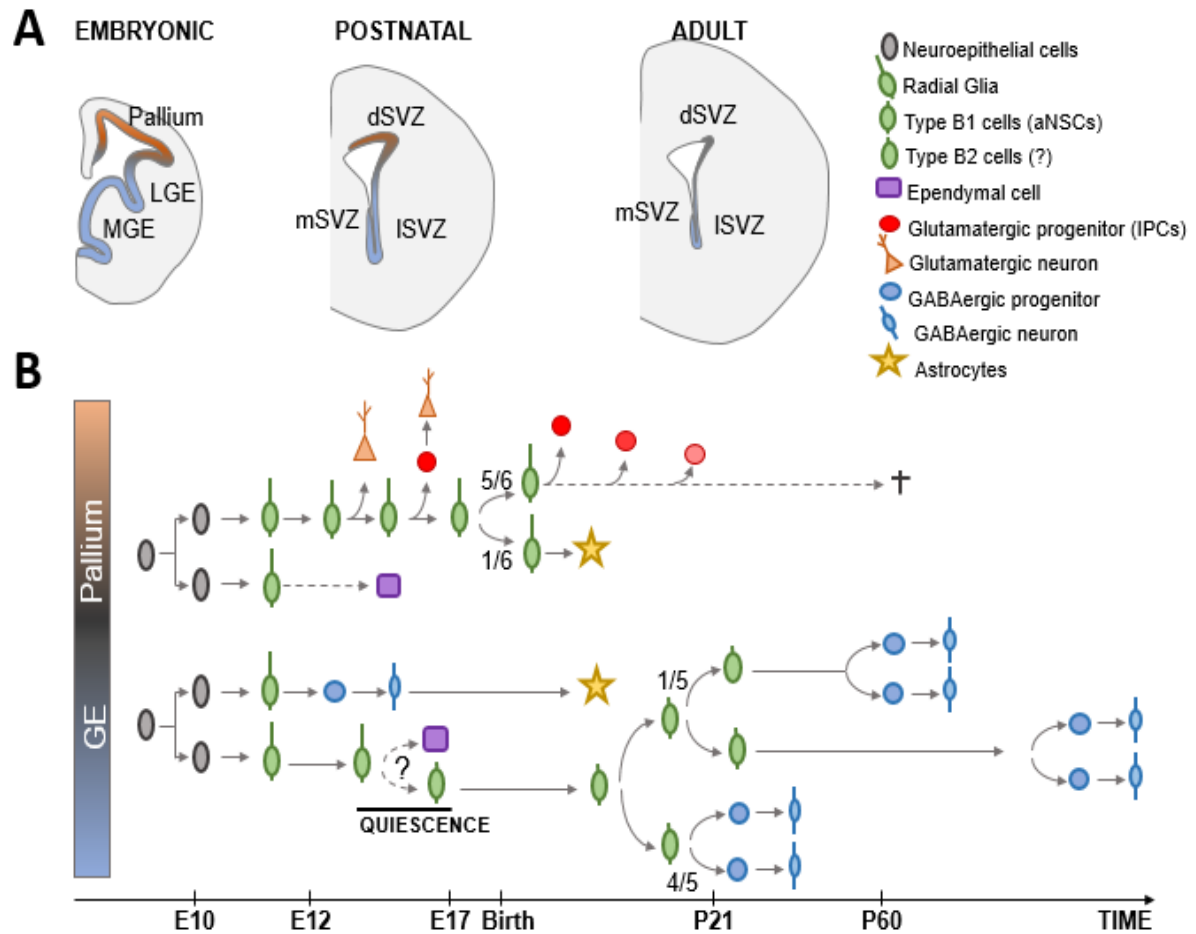 A
EMBRYONIC
POSTNATAL
ADULT
Pallium
LGE
MGE
dSVZ
mSVZ
lSVZ
dSVZ
mSVZ
lSVZ
Neuroepithelial cells
Radial Glia
Type B1 cells (aNSCs)
Type B2 cells (?)
Ependymal cell
Glutamatergic progenitor (IPCs)
Glutamatergic neuron
GABAergic progenitor
GABAergic neuron
Astrocytes
B
Pallium
GE
5/6
1/6
1/5
4/5
?
QUIESCENCE
E10
E12
E17
Birth
P21
P60
TIME